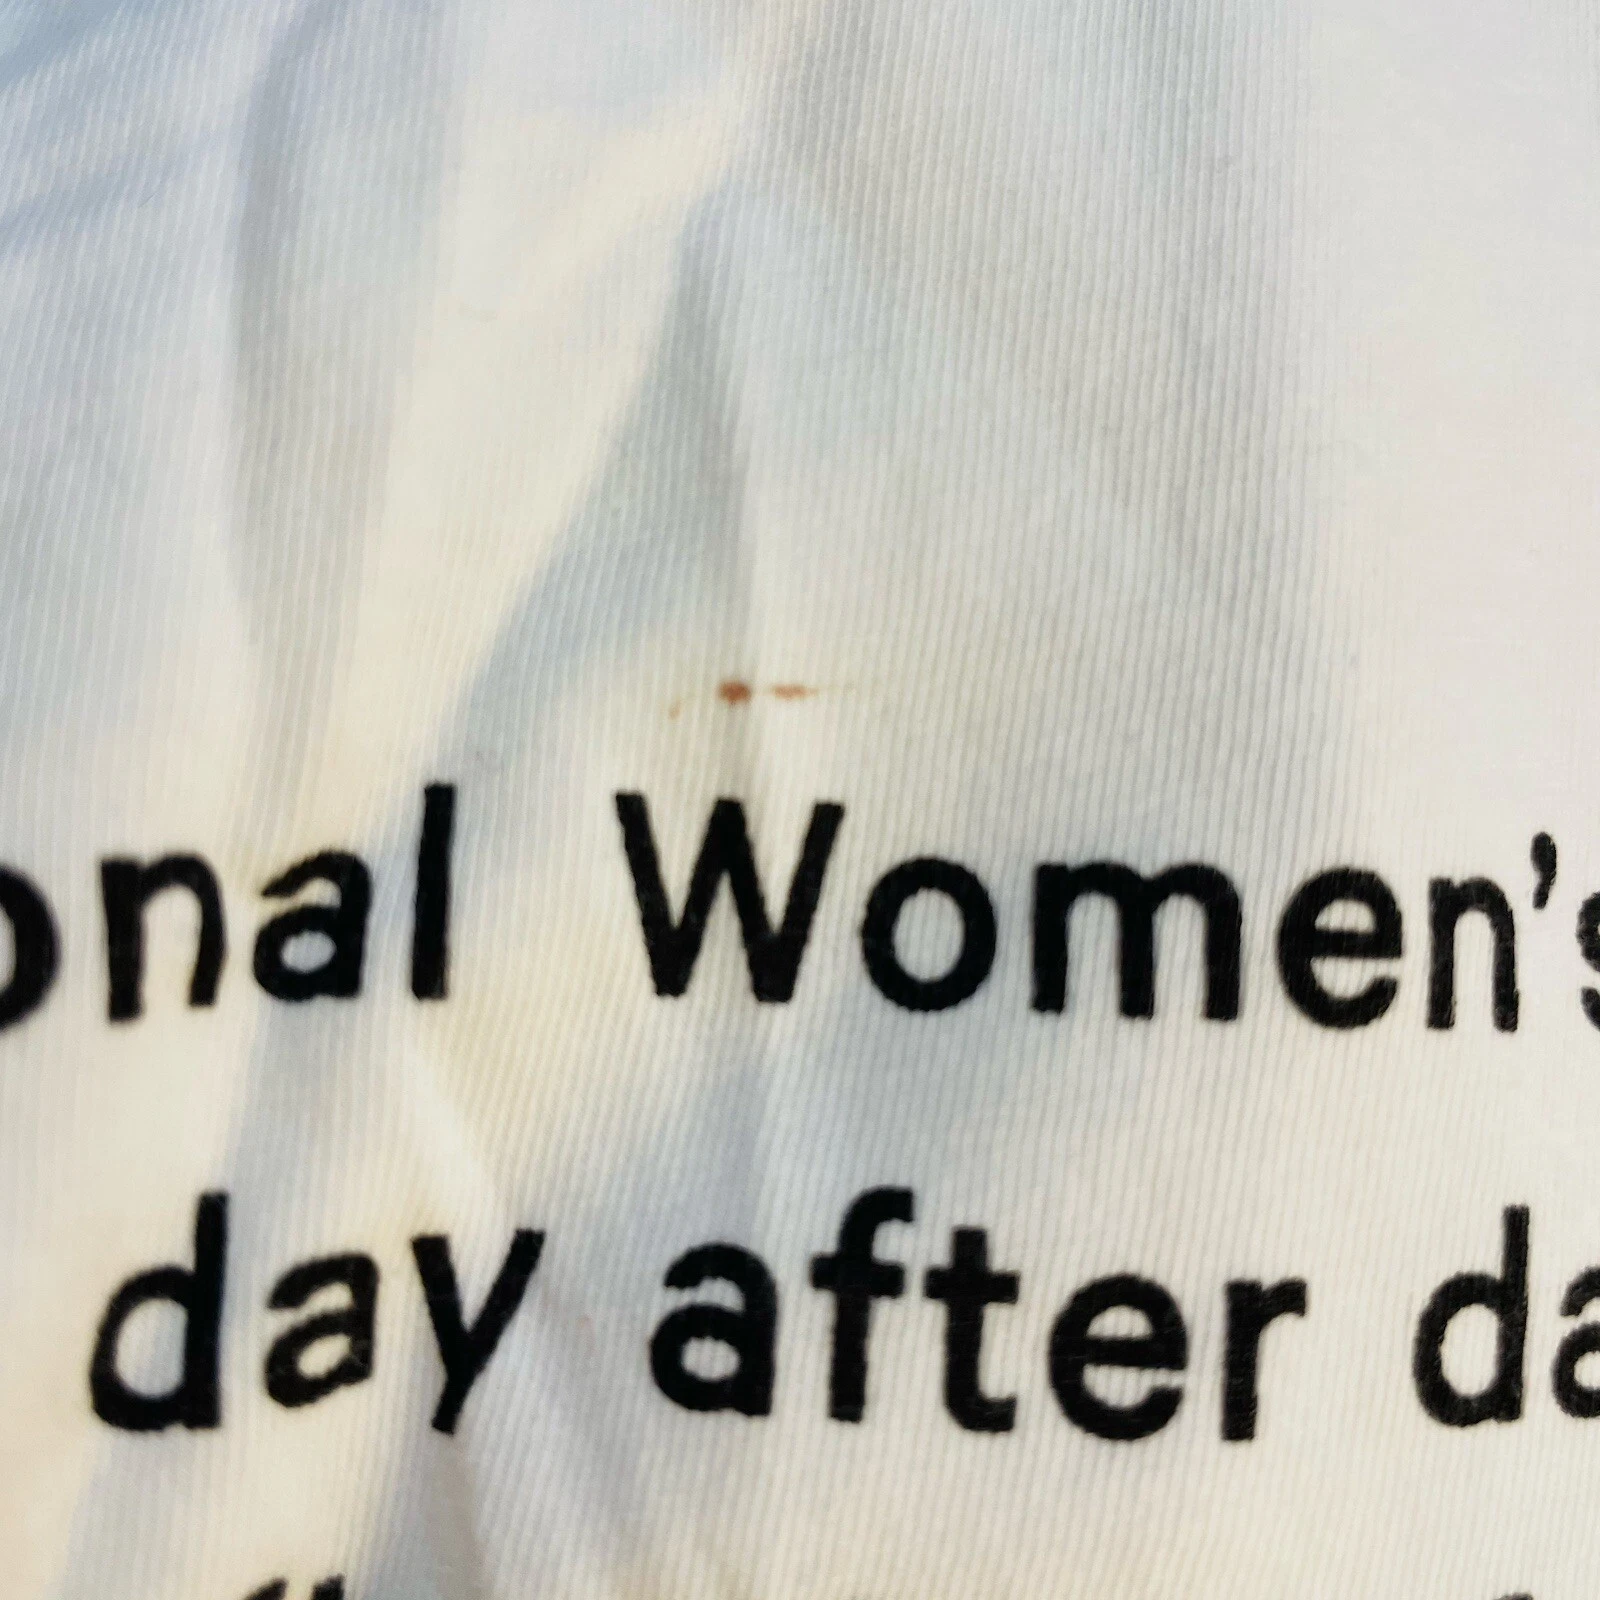 onal Women's
day after da